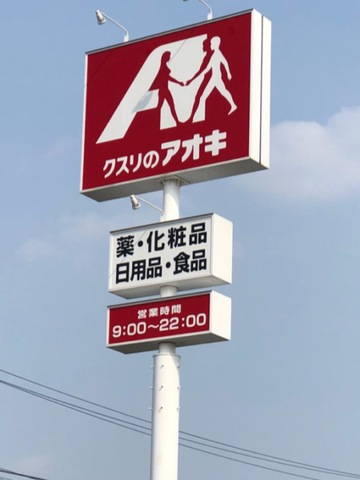 クスリのアオキ
薬・化粧品
日用品・食品
営業時間
9:00～22:00